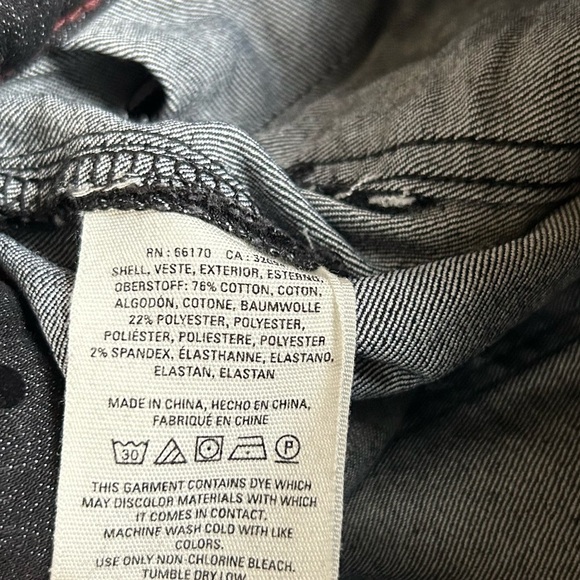 RN : 66170 CA :
SHELL, VESTE, EXTERIOR, ESTERNO,
OBERSTOFF: 76% COTTON, COTON,
ALGODÓN, COTONE, BAUMWOLLE
22% POLYESTER, POLYESTER,
POLIÉSTER, POLIESTERE, POLYESTER
2% SPANDEX, ÉLASTHANNE, ELASTANO,
ELASTAN, ELASTAN
MADE IN CHINA, HECHO EN CHINA,
FABRIQUÉ EN CHINE
30 P
THIS GARMENT CONTAINS DYE WHICH
MAY DISCOLOR MATERIALS WITH WHICH
IT COMES IN CONTACT.
MACHINE WASH COLD WITH LIKE
COLORS.
USE ONLY NON-CHLORINE BLEACH.
TUMBLE DRY LOW.